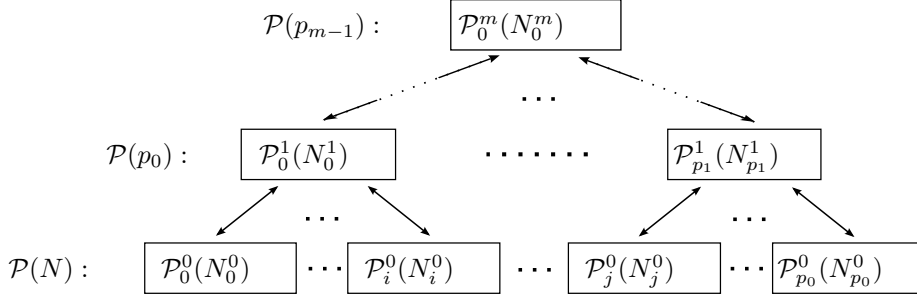 𝒫(p_{m−1}) : 𝒫_0^m(N_0^m)
...
𝒫(p_0) : 𝒫_0^1(N_0^1) ....... 𝒫_{p_1}^1(N_{p_1}^1)
... ...
𝒫(N) : 𝒫_0^0(N_0^0) ... 𝒫_i^0(N_i^0) ... 𝒫_j^0(N_j^0) ... 𝒫_{p_0}^0(N_{p_0}^0)